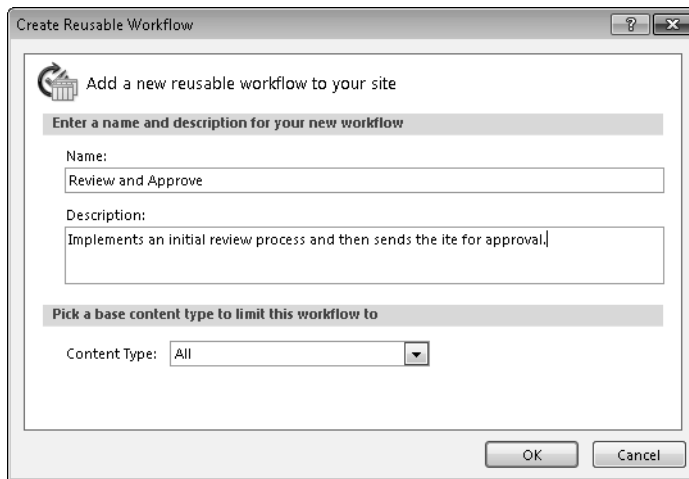 Create Reusable Workflow
?
Add a new reusable workflow to your site
Enter a name and description for your new workflow
Name:
Review and Approve
Description:
Implements an initial review process and then sends the ite for approval.
Pick a base content type to limit this workflow to
Content Type: All
OK Cancel